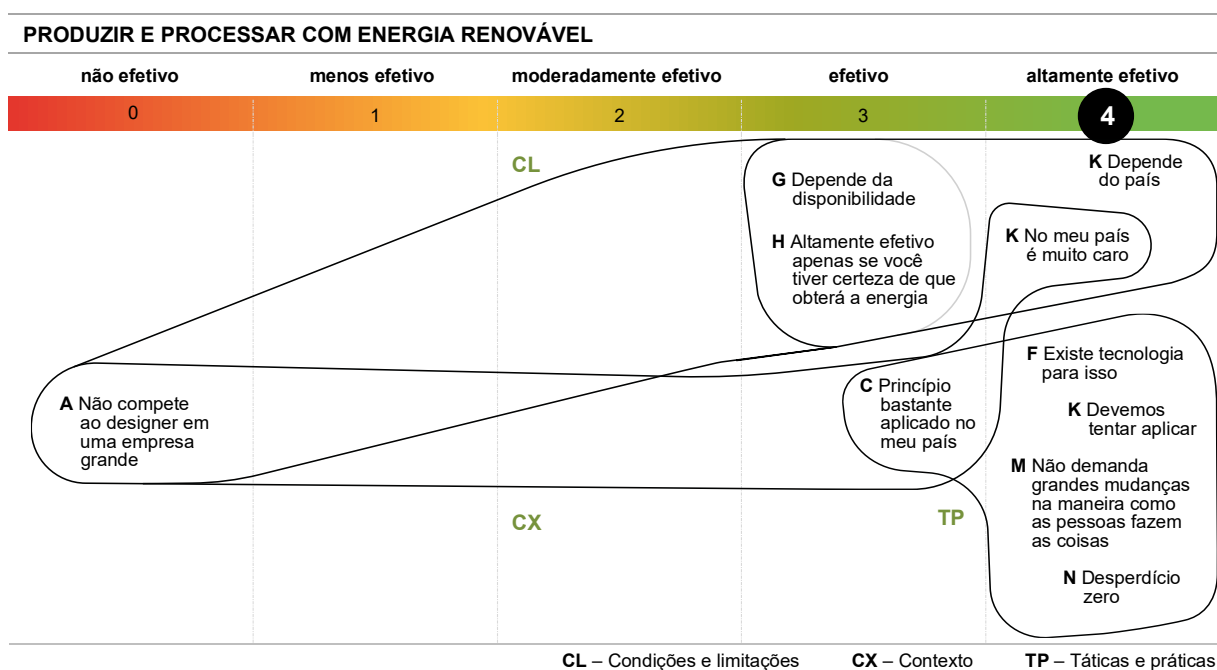 PRODUZIR E PROCESSAR COM ENERGIA RENOVÁVEL
não efetivo
menos efetivo
moderadamente efetivo
efetivo
altamente efetivo
0
1
2
3
4
CL
G Depende da
disponibilidade
H Altamente efetivo
apenas se você
tiver certeza de que
obterá a energia
K Depende
do país
K No meu país
é muito caro
A Não compete
ao designer em
uma empresa
grande
C Princípio
bastante
aplicado no
meu país
F Existe tecnologia
para isso
K Devemos
tentar aplicar
M Não demanda
grandes mudanças
na maneira como
as pessoas fazem
as coisas
N Desperdício
zero
CX
TP
CL – Condições e limitações
CX – Contexto
TP – Táticas e práticas